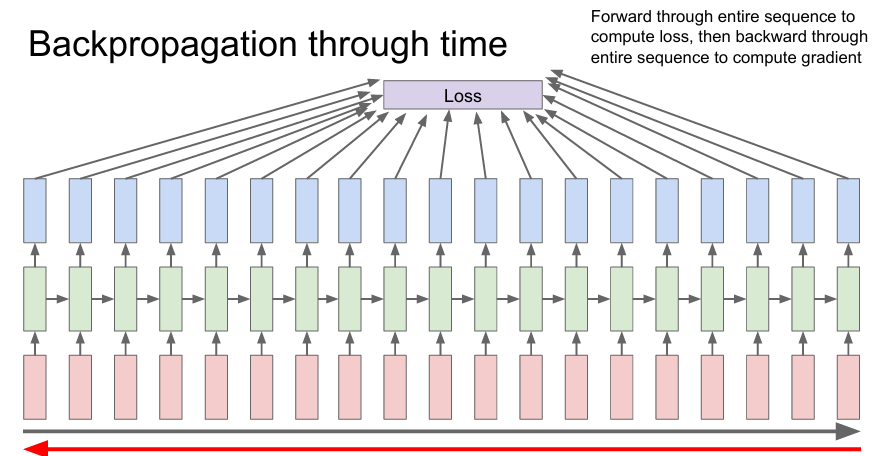 Backpropagation through time
Forward through entire sequence to
compute loss, then backward through
entire sequence to compute gradient
Loss